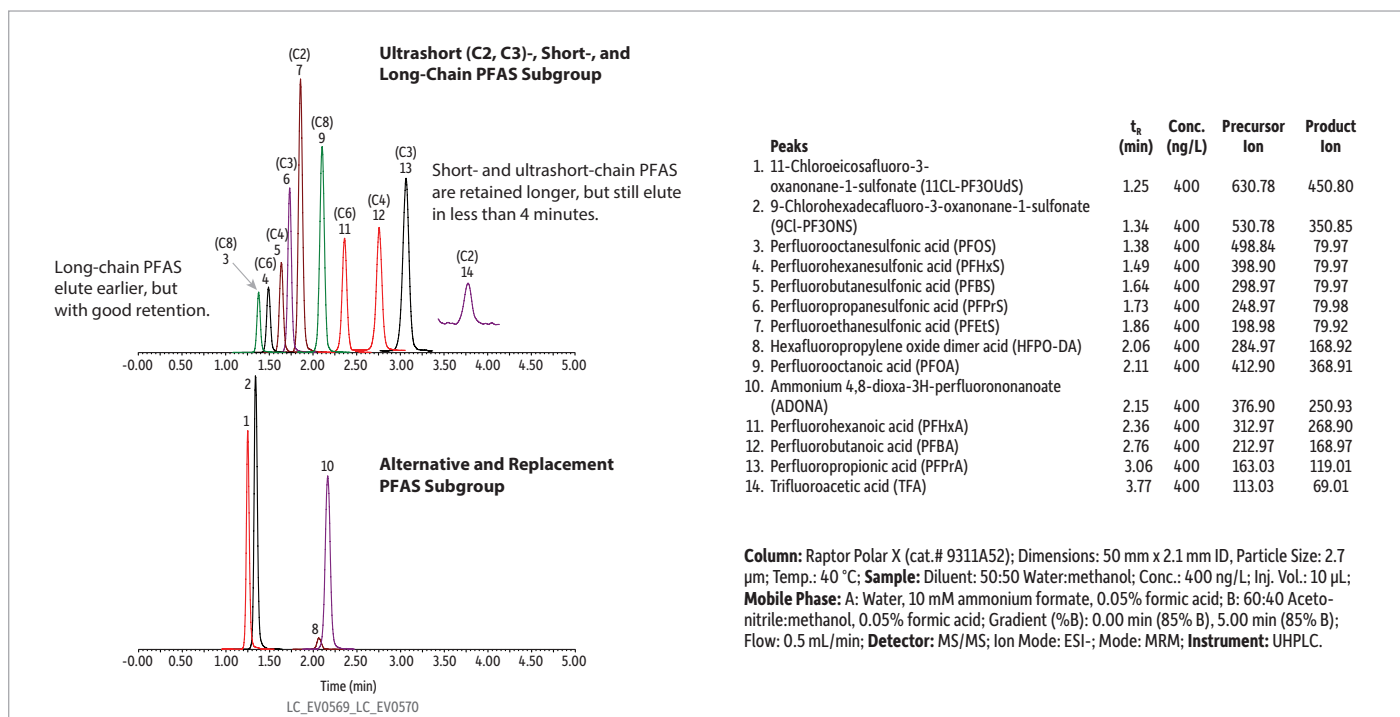 Ultrashort (C2, C3)-, Short-, and
Long-Chain PFAS Subgroup
(C2)
7
(C8)
9
(C3)
13
(C3)
6
Short- and ultrashort-chain PFAS
are retained longer, but still elute
in less than 4 minutes.
(C4)
12
(C6)
11
(C4)
5
(C8)
3
(C6)
4
(C2)
14
Long-chain PFAS
elute earlier, but
with good retention.
-0.00 0.50 1.00 1.50 2.00 2.50 3.00 3.50 4.00 4.50 5.00
2
1
Alternative and Replacement
PFAS Subgroup
10
8
-0.00 0.50 1.00 1.50 2.00 2.50 3.00 3.50 4.00 4.50 5.00
Time (min)
LC_EV0569_LC_EV0570
tR Conc. Precursor Product
Peaks (min) (ng/L) Ion Ion
1. 11-Chloroeicosafluoro-3-
oxanonane-1-sulfonate (11CL-PF3OUdS) 1.25 400 630.78 450.80
2. 9-Chlorohexadecafluoro-3-oxanonane-1-sulfonate
(9Cl-PF3ONS) 1.34 400 530.78 350.85
3. Perfluorooctanesulfonic acid (PFOS) 1.38 400 498.84 79.97
4. Perfluorohexanesulfonic acid (PFHxS) 1.49 400 398.90 79.97
5. Perfluorobutanesulfonic acid (PFBS) 1.64 400 298.97 79.97
6. Perfluoropropanesulfonic acid (PFPrS) 1.73 400 248.97 79.98
7. Perfluoroethanesulfonic acid (PFEtS) 1.86 400 198.98 79.92
8. Hexafluoropropylene oxide dimer acid (HFPO-DA) 2.06 400 284.97 168.92
9. Perfluorooctanoic acid (PFOA) 2.11 400 412.90 368.91
10. Ammonium 4,8-dioxa-3H-perfluorononanoate
(ADONA) 2.15 400 376.90 250.93
11. Perfluorohexanoic acid (PFHxA) 2.36 400 312.97 268.90
12. Perfluorobutanoic acid (PFBA) 2.76 400 212.97 168.97
13. Perfluoropropionic acid (PFPrA) 3.06 400 163.03 119.01
14. Trifluoroacetic acid (TFA) 3.77 400 113.03 69.01
Column: Raptor Polar X (cat.# 9311A52); Dimensions: 50 mm x 2.1 mm ID, Particle Size: 2.7
µm; Temp.: 40 °C; Sample: Diluent: 50:50 Water:methanol; Conc.: 400 ng/L; Inj. Vol.: 10 µL;
Mobile Phase: A: Water, 10 mM ammonium formate, 0.05% formic acid; B: 60:40 Aceto-
nitrile:methanol, 0.05% formic acid; Gradient (%B): 0.00 min (85% B), 5.00 min (85% B);
Flow: 0.5 mL/min; Detector: MS/MS; Ion Mode: ESI-; Mode: MRM; Instrument: UHPLC.